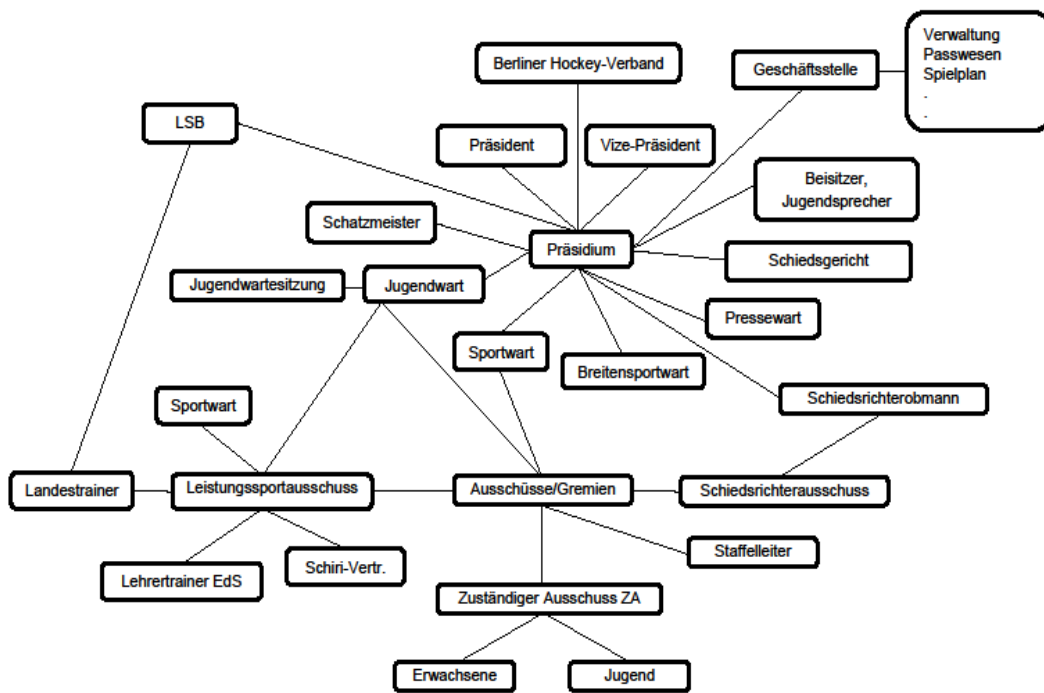 Verwaltung
Passwesen
Spielplan
.
.
Berliner Hockey-Verband
Geschäftsstelle
LSB
Präsident
Vize-Präsident
Beisitzer,
Jugendsprecher
Schatzmeister
Präsidium
Schiedsgericht
Jugendwartesitzung
Jugendwart
Pressewart
Sportwart
Breitensportwart
Schiedsrichterobmann
Sportwart
Landestrainer
Leistungssportausschuss
Ausschüsse/Gremien
Schiedsrichterausschuss
Staffelleiter
Lehrertrainer EdS
Schiri-Vertr.
Zuständiger Ausschuss ZA
Erwachsene
Jugend